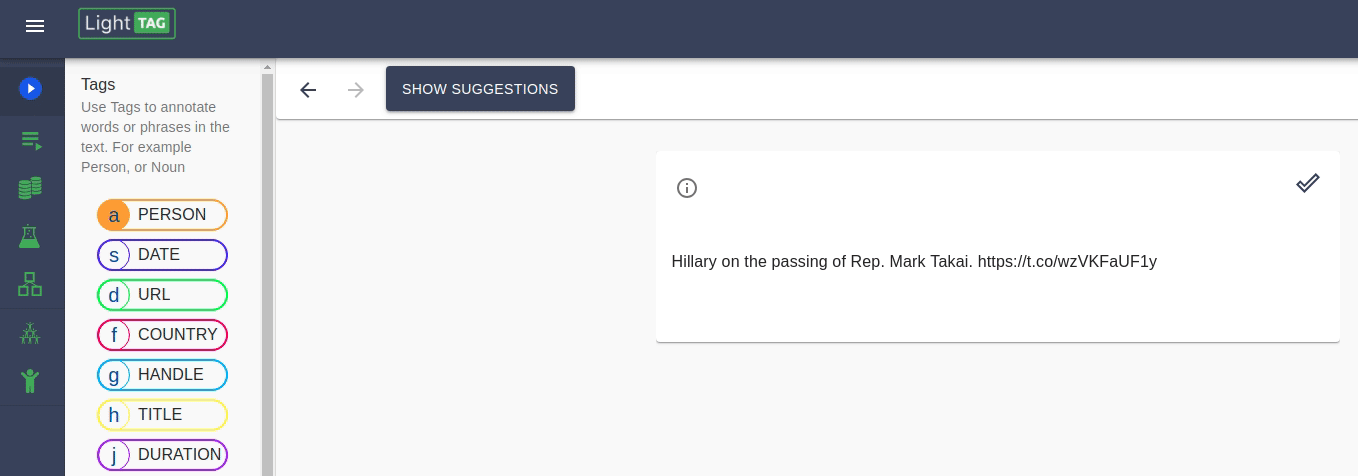 Light TAG
SHOW SUGGESTIONS
Tags
Use Tags to annotate
words or phrases in the
text. For example
Person, or Noun
a PERSON
s DATE
d URL
f COUNTRY
g HANDLE
h TITLE
j DURATION
Hillary on the passing of Rep. Mark Takai. https://t.co/wzVKFaUF1y